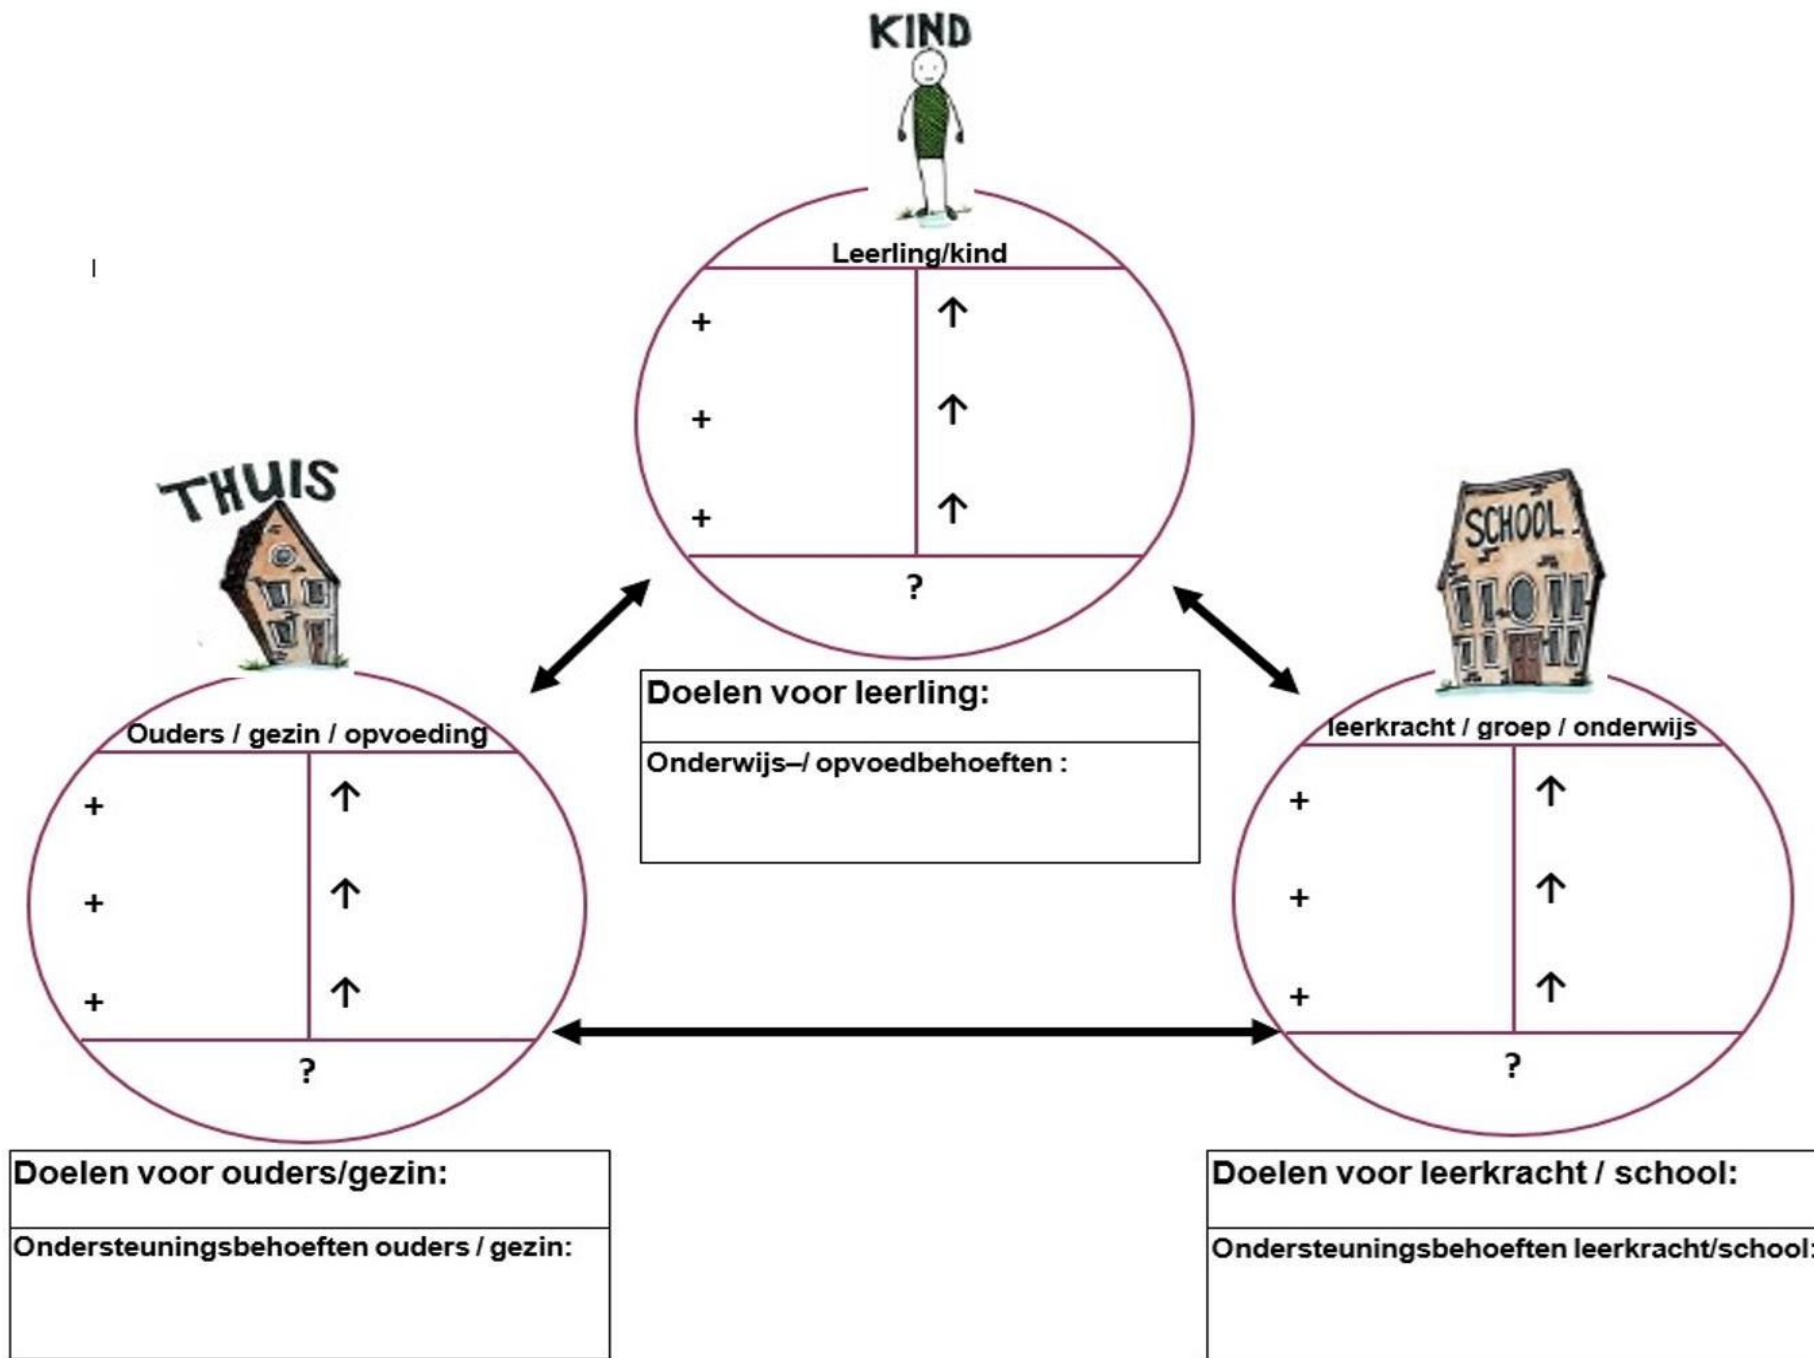 KIND
Leerling/kind
+ ↑
+ ↑
+ ↑
?
Doelen voor leerling:
Onderwijs–/ opvoedbehoeften :
THUIS
Ouders / gezin / opvoeding
+ ↑
+ ↑
+ ↑
?
Doelen voor ouders/gezin:
Ondersteuningsbehoeften ouders / gezin:
SCHOOL
leerkracht / groep / onderwijs
+ ↑
+ ↑
+ ↑
?
Doelen voor leerkracht / school:
Ondersteuningsbehoeften leerkracht/school: